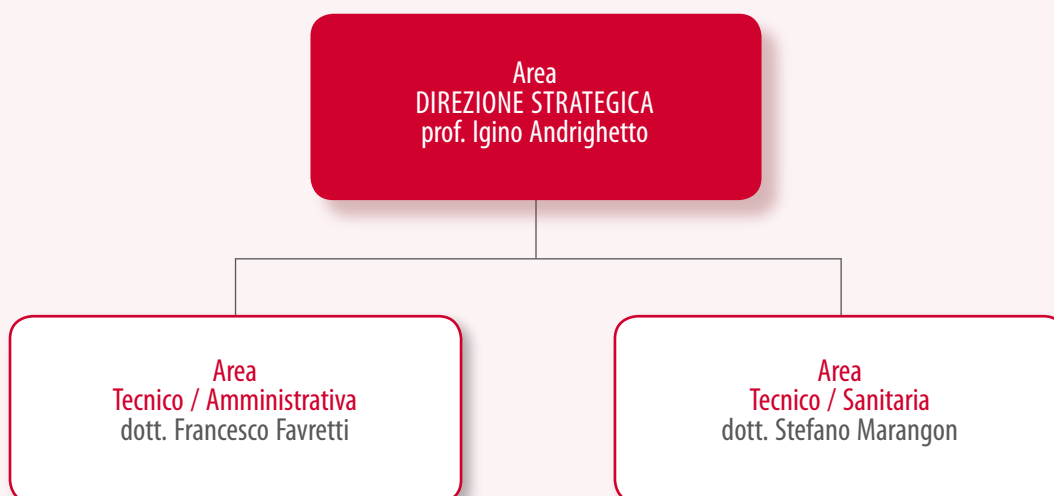 Area
DIREZIONE STRATEGICA
prof. Igino Andrighetto
Area
Tecnico / Amministrativa
dott. Francesco Favretti
Area
Tecnico / Sanitaria
dott. Stefano Marangon